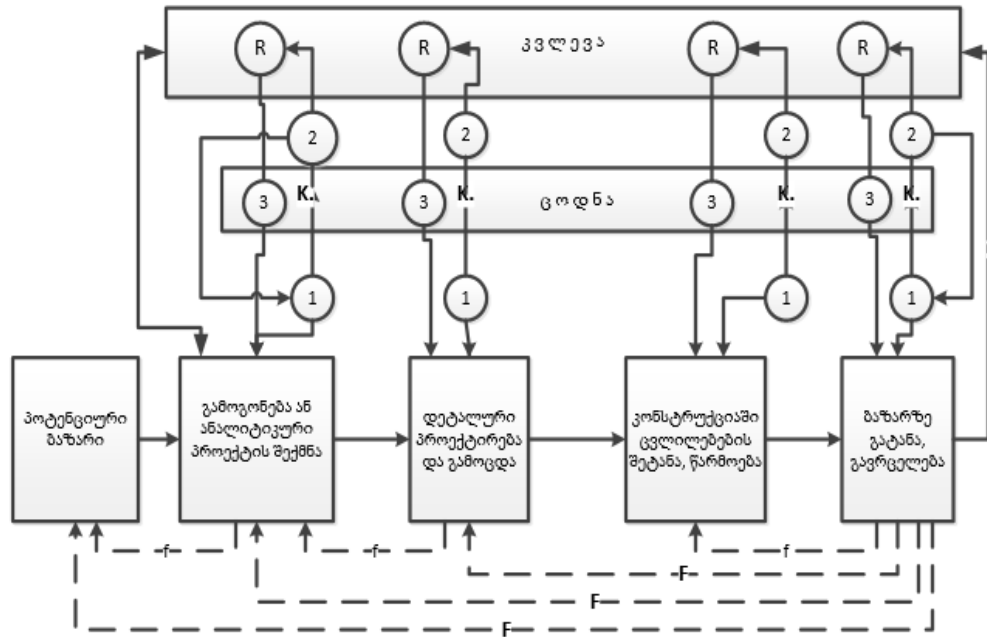 კ ვ ლ ე ვ ა
R
R
R
R
2
2
2
2
ც ო დ ნ ა
3
K.
3
K.
3
K.
3
K.
1
1
1
1
პოტენციური
ბაზარი
გამოგონება ან
ანალიტიკური
პროექტის შექმნა
დეტალური
პროექტირება
და გამოცდა
კონსტრუქციაში
ცვლილებების
შეტანა, წარმოება
ბაზარზე
გატანა,
გავრცელება
f
f
f
F
F
F